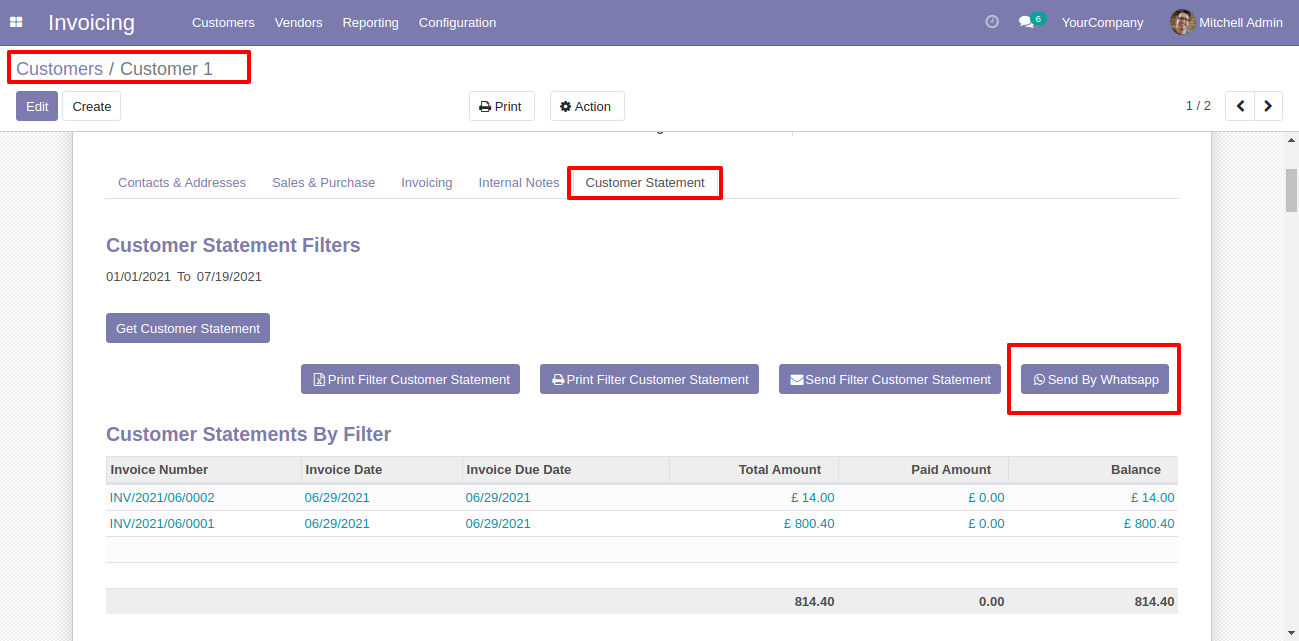 Invoicing Customers Vendors Reporting Configuration 6 YourCompany Mitchell Admin
Customers / Customer 1
Edit Create Print Action 1 / 2
Contacts & Addresses Sales & Purchase Invoicing Internal Notes Customer Statement
Customer Statement Filters
01/01/2021 To 07/19/2021
Get Customer Statement
Print Filter Customer Statement Print Filter Customer Statement Send Filter Customer Statement Send By Whatsapp
Customer Statements By Filter
Invoice Number Invoice Date Invoice Due Date Total Amount Paid Amount Balance
INV/2021/06/0002 06/29/2021 06/29/2021 £ 14.00 £ 0.00 £ 14.00
INV/2021/06/0001 06/29/2021 06/29/2021 £ 800.40 £ 0.00 £ 800.40
814.40 0.00 814.40